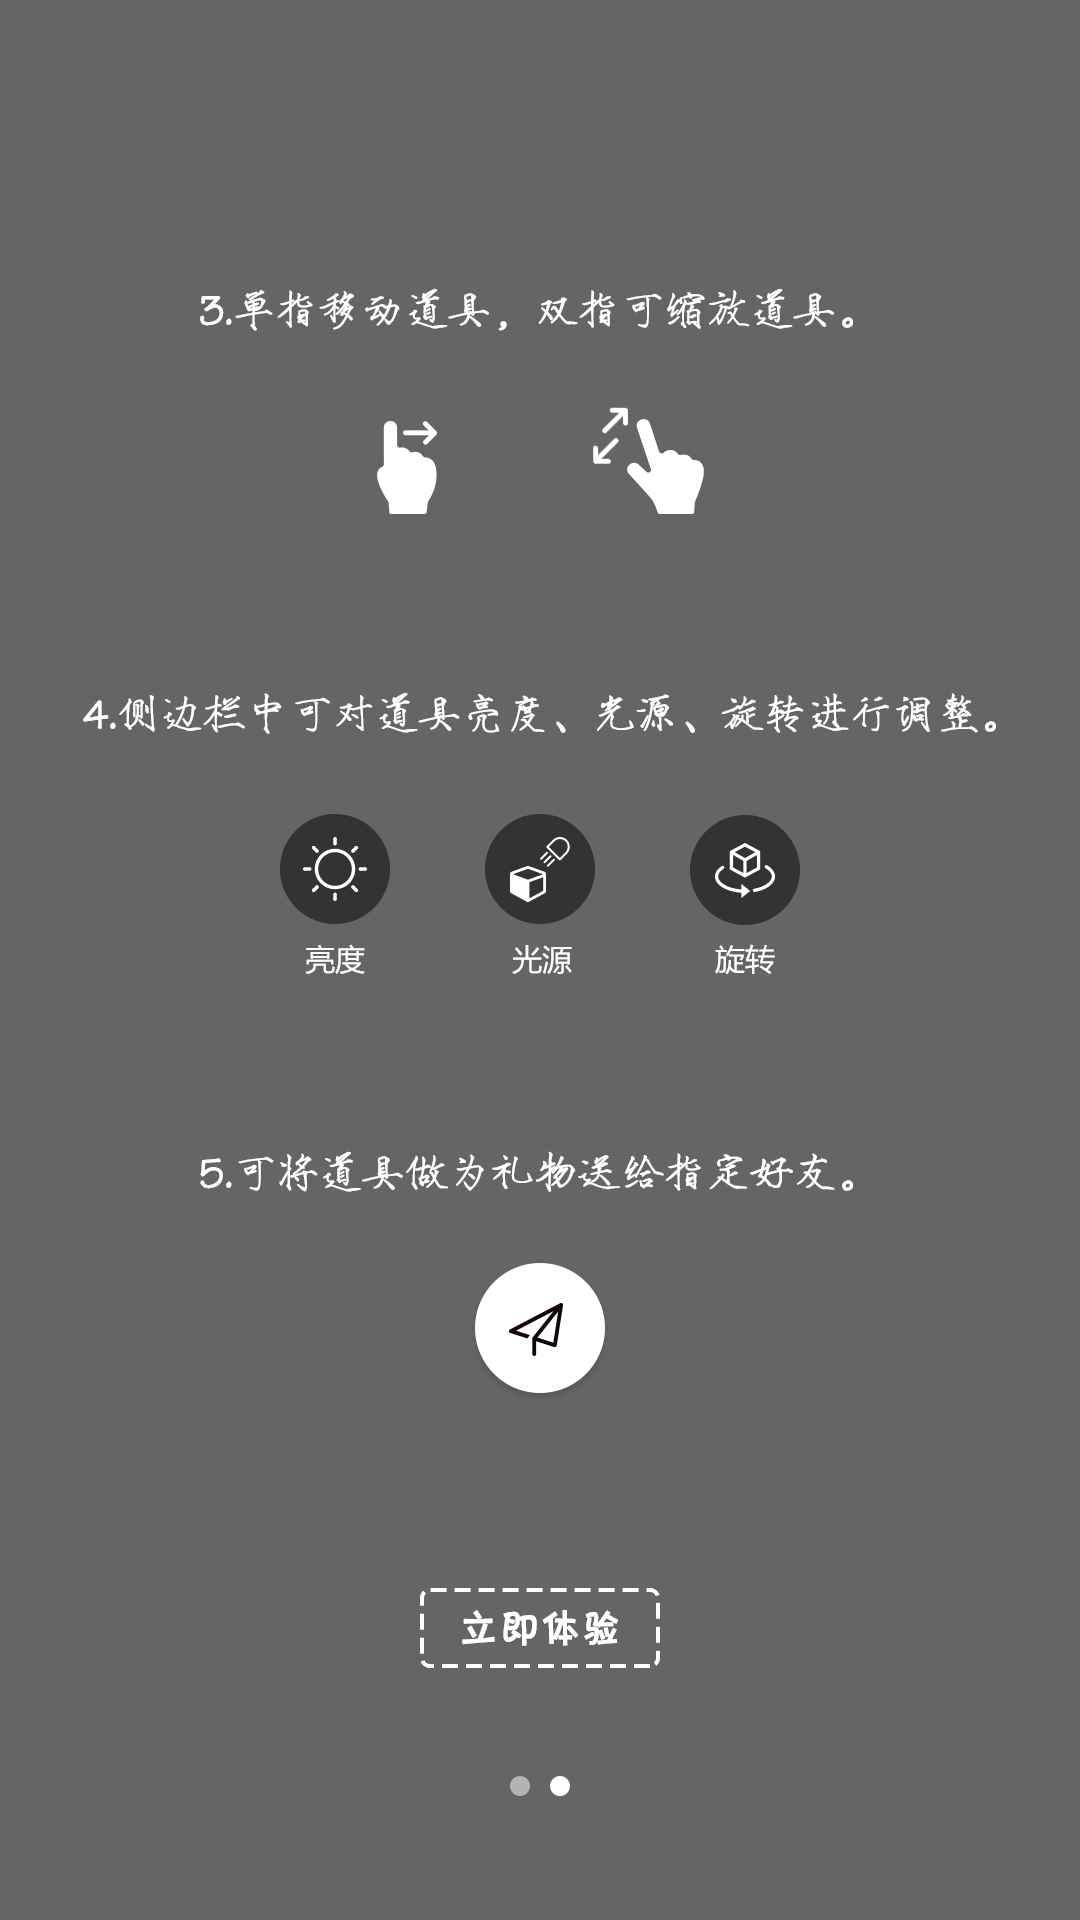 3.单指移动道具，双指可缩放道具。
4.侧边栏中可对道具亮度、光源、旋转进行调整。
亮度 光源 旋转
5.可将道具做为礼物送给指定好友。
立即体验